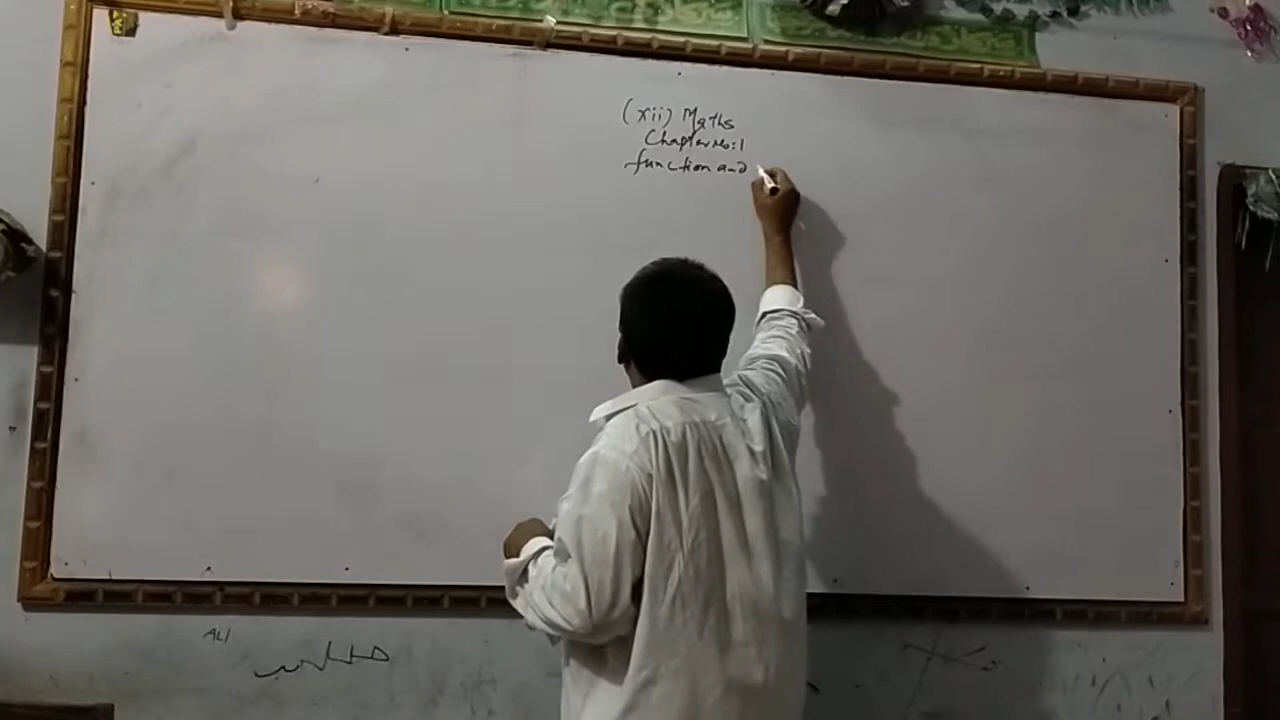 (xii) Maths
Chapter No: 1
function and
ALI